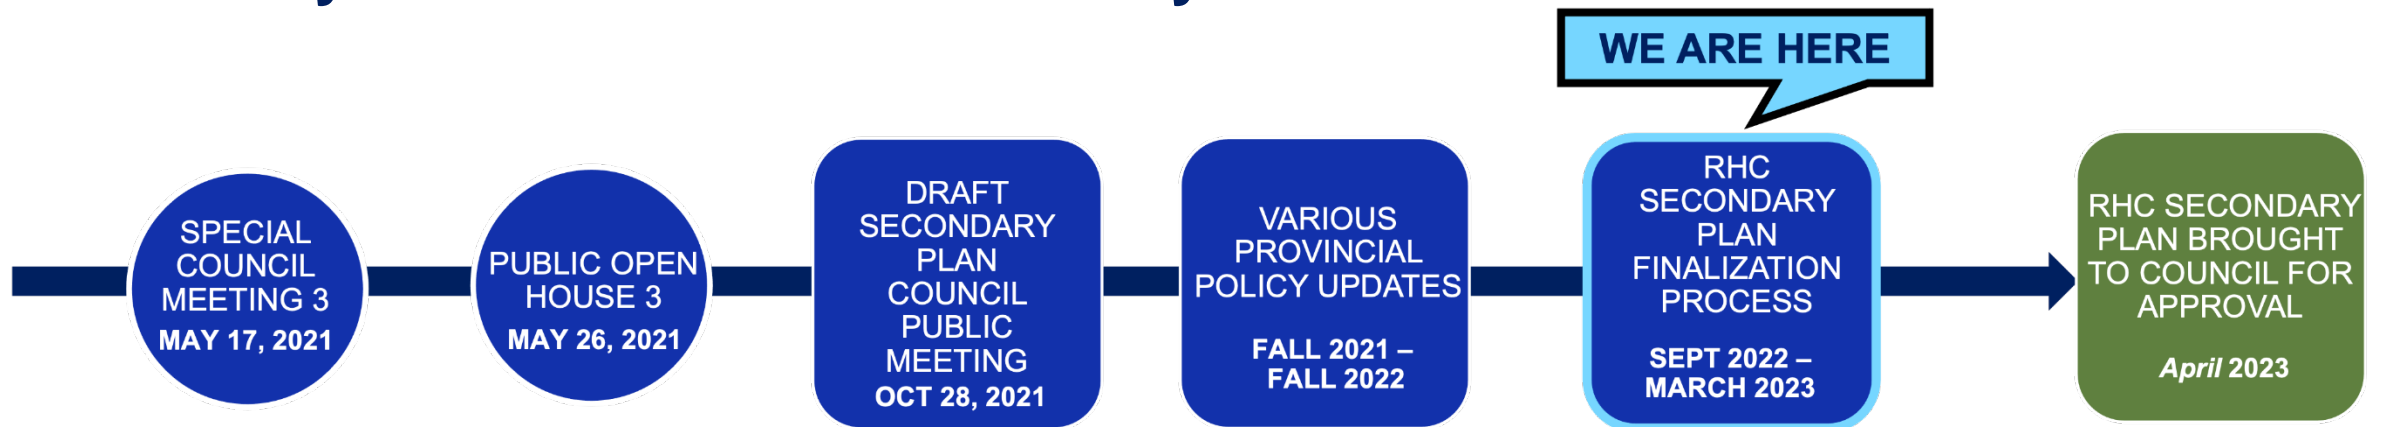 WE ARE HERE
SPECIAL
COUNCIL
MEETING 3
MAY 17, 2021
PUBLIC OPEN
HOUSE 3
MAY 26, 2021
DRAFT
SECONDARY
PLAN
COUNCIL
PUBLIC
MEETING
OCT 28, 2021
VARIOUS
PROVINCIAL
POLICY UPDATES
FALL 2021 –
FALL 2022
RHC
SECONDARY
PLAN
FINALIZATION
PROCESS
SEPT 2022 –
MARCH 2023
RHC SECONDARY
PLAN BROUGHT
TO COUNCIL FOR
APPROVAL
April 2023